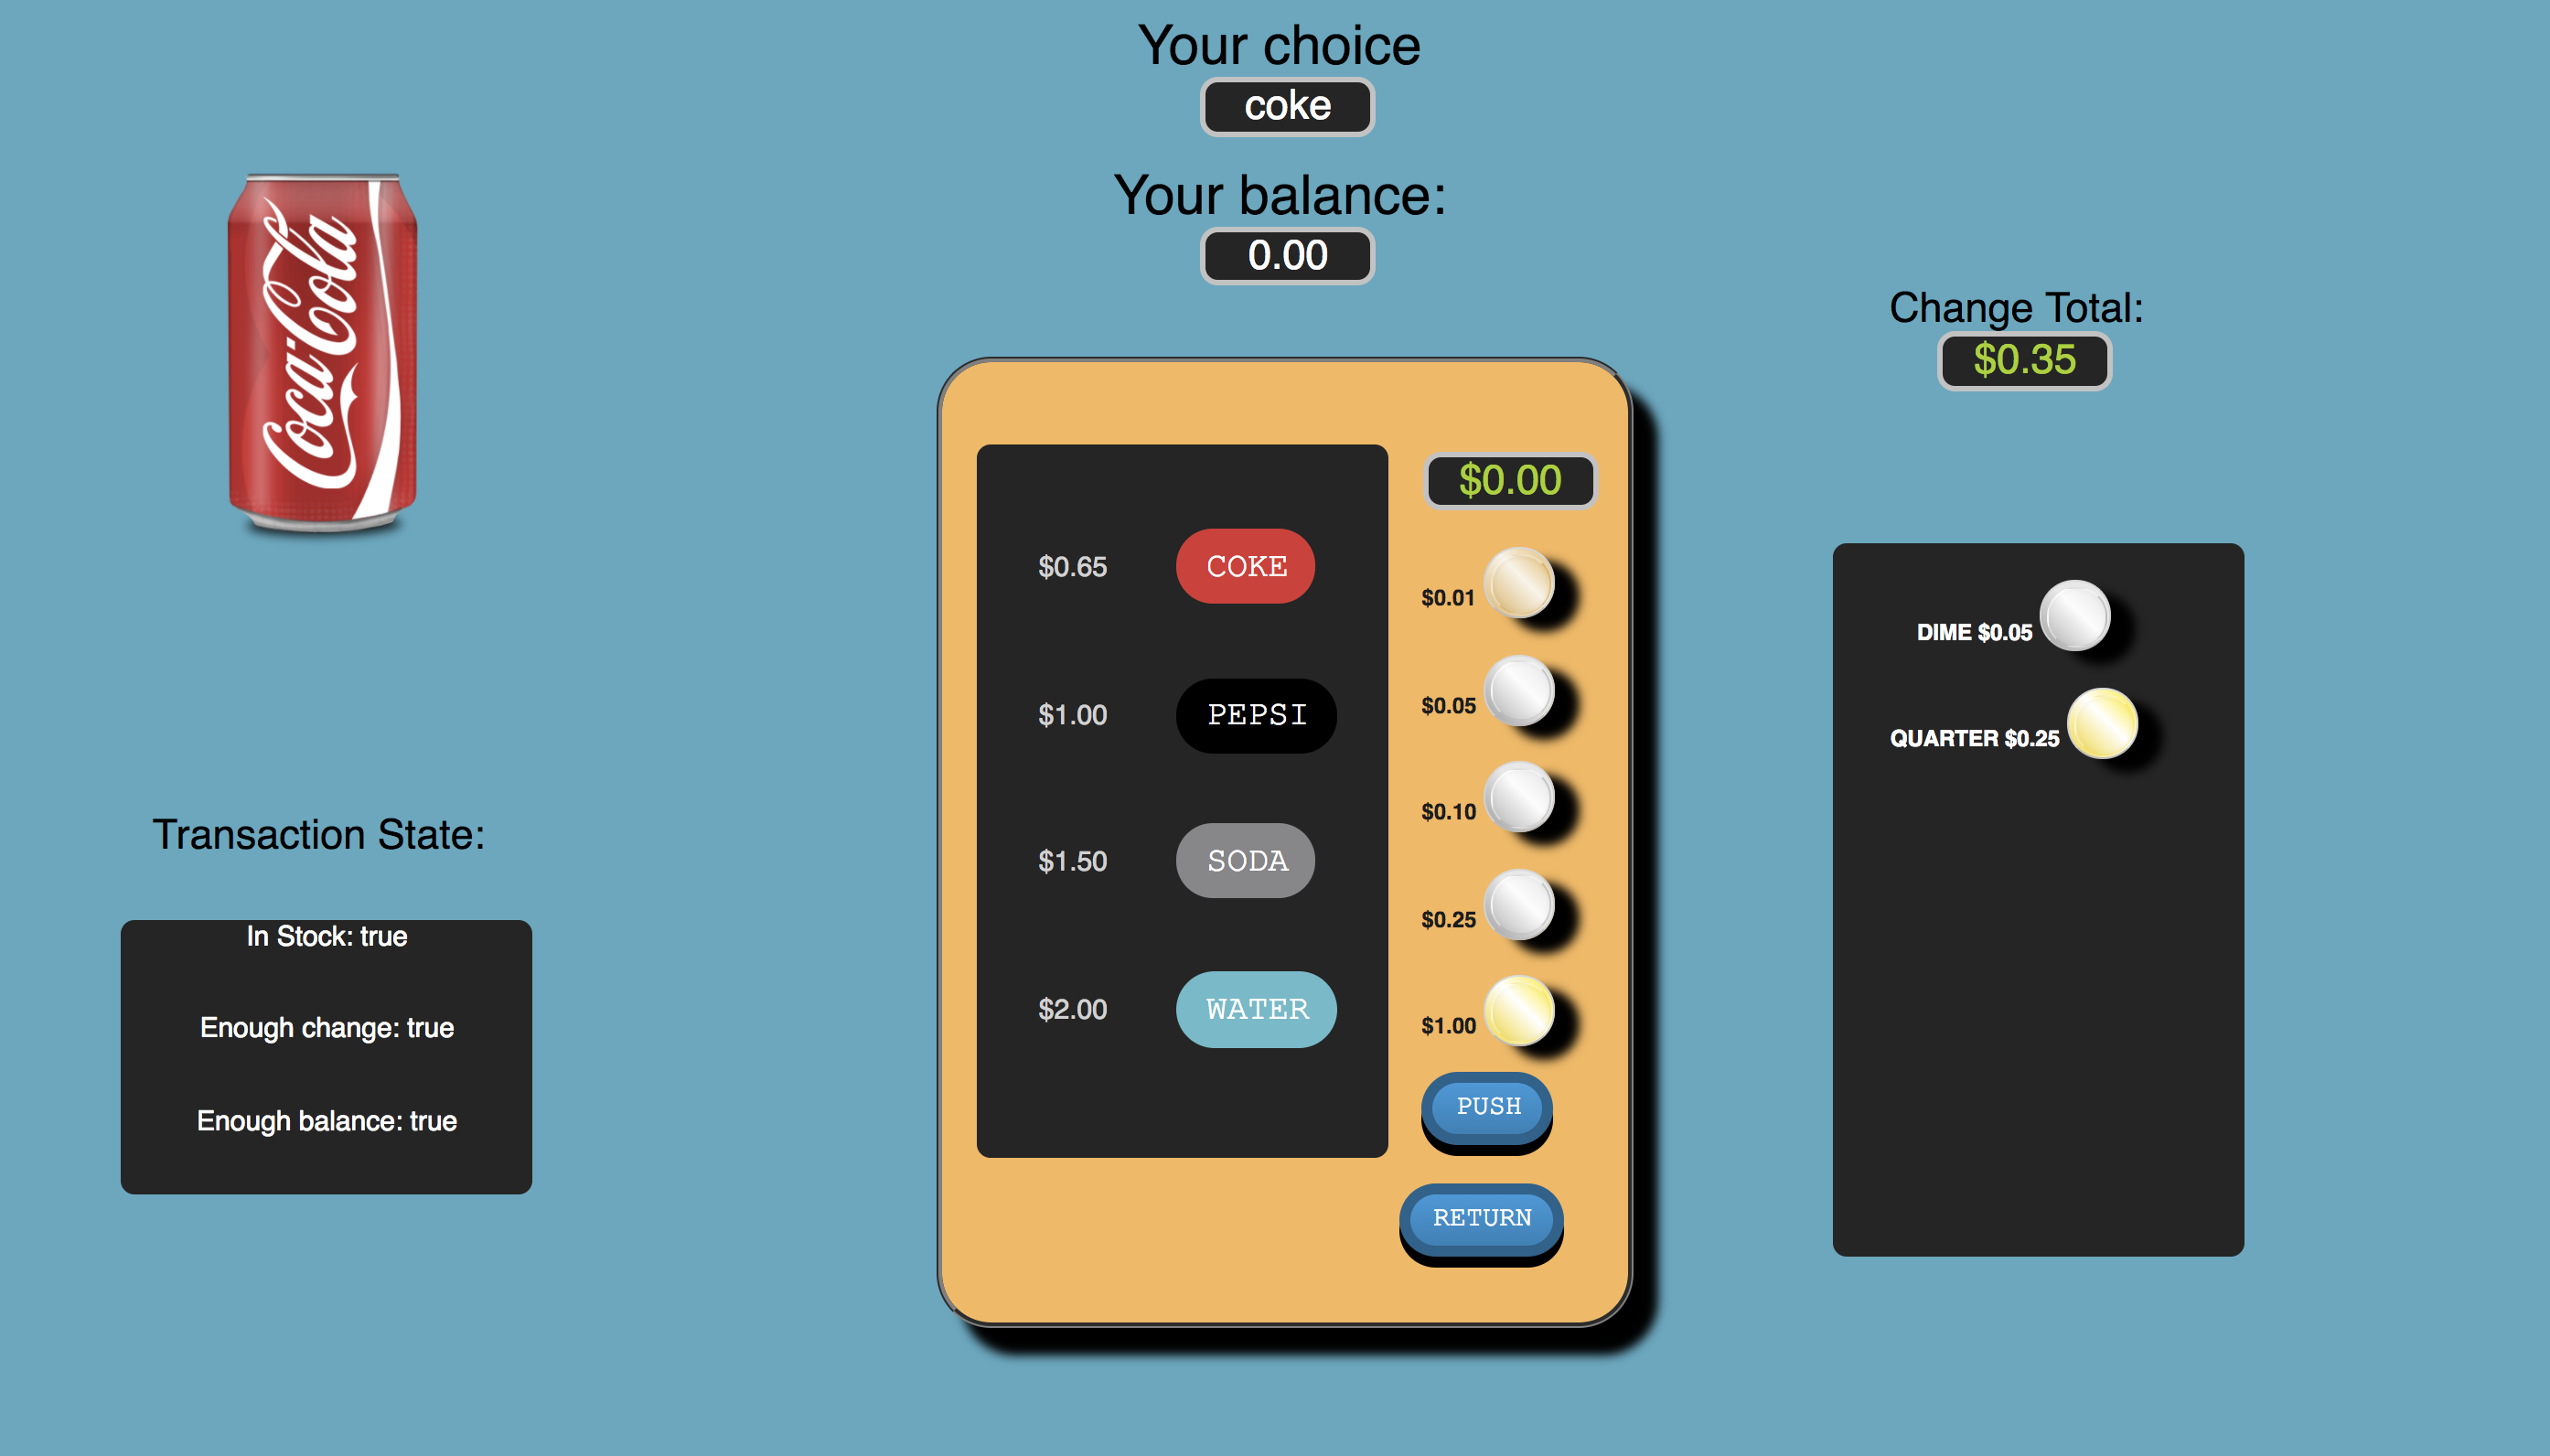 Your choice
coke
Your balance:
0.00
Coca-Cola
Change Total:
$0.35
$0.00
$0.65 COKE
$1.00 PEPSI
$1.50 SODA
$2.00 WATER
$0.01
$0.05
$0.10
$0.25
$1.00
PUSH
RETURN
DIME $0.05
QUARTER $0.25
Transaction State:
In Stock: true
Enough change: true
Enough balance: true